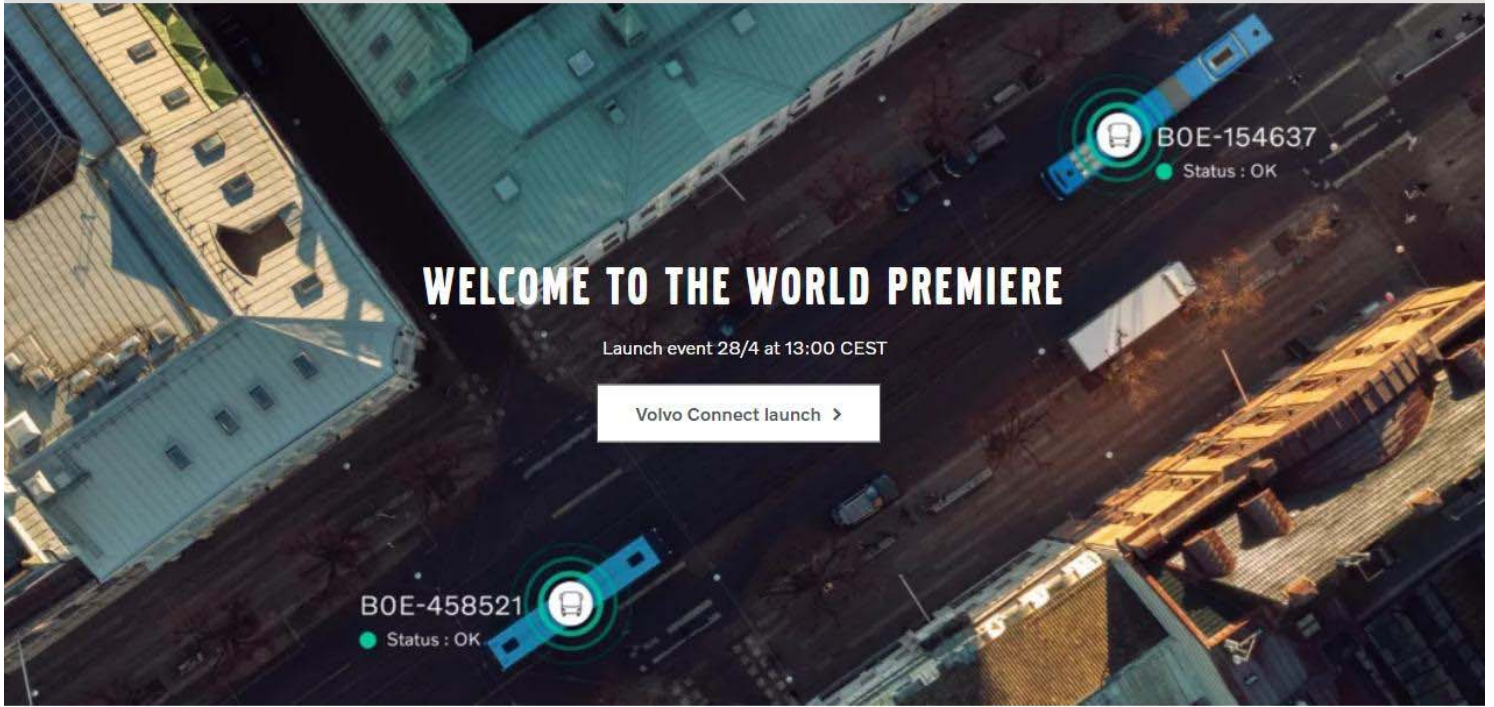 B0E-154637
Status : OK
WELCOME TO THE WORLD PREMIERE
Launch event 28/4 at 13:00 CEST
Volvo Connect launch >
B0E-458521
Status : OK